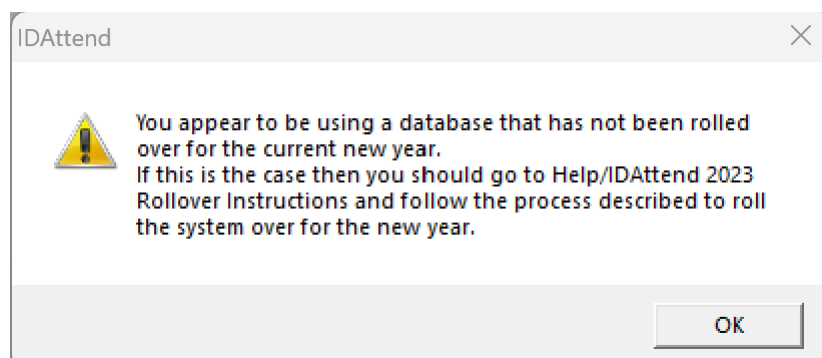 IDAttend
You appear to be using a database that has not been rolled
over for the current new year.
If this is the case then you should go to Help/IDAttend 2023
Rollover Instructions and follow the process described to roll
the system over for the new year.
OK